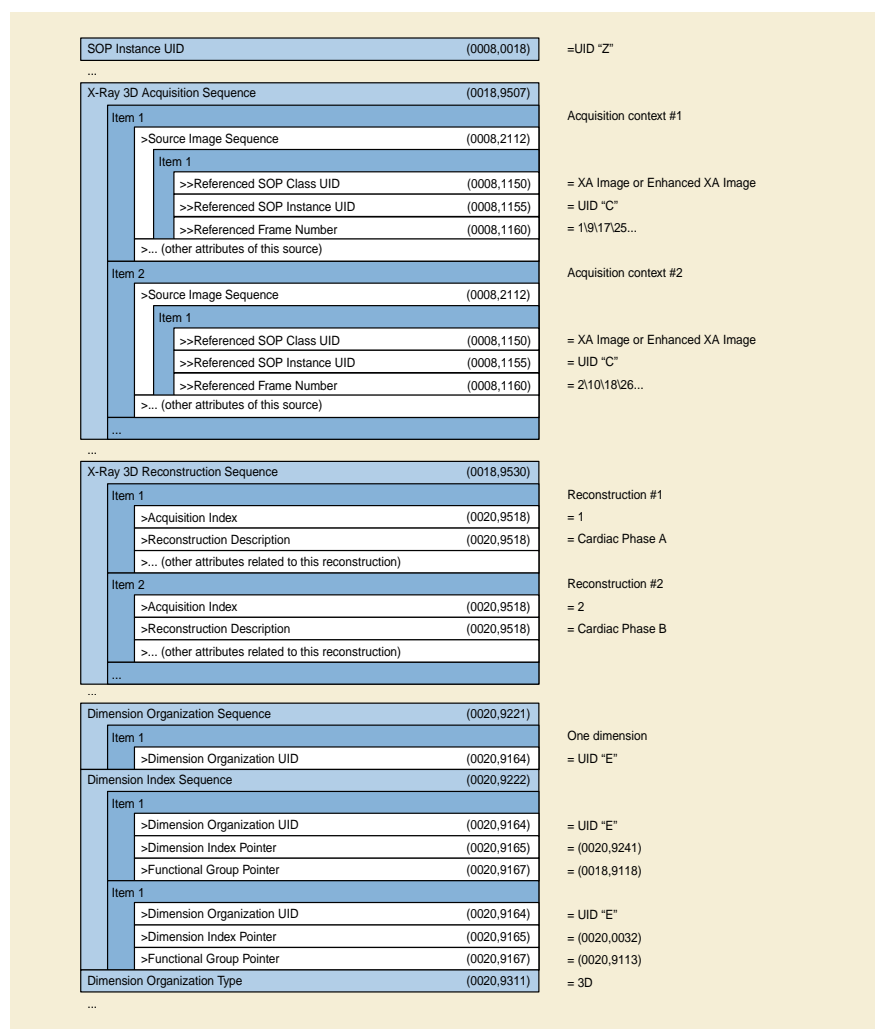 SOP Instance UID (0008,0018) =UID “Z”
...
X-Ray 3D Acquisition Sequence (0018,9507)
Item 1 Acquisition context #1
>Source Image Sequence (0008,2112)
Item 1
>>Referenced SOP Class UID (0008,1150) = XA Image or Enhanced XA Image
>>Referenced SOP Instance UID (0008,1155) = UID “C”
>>Referenced Frame Number (0008,1160) = 1\9\17\25...
>... (other attributes of this source)
Item 2 Acquisition context #2
>Source Image Sequence (0008,2112)
Item 1
>>Referenced SOP Class UID (0008,1150) = XA Image or Enhanced XA Image
>>Referenced SOP Instance UID (0008,1155) = UID “C”
>>Referenced Frame Number (0008,1160) = 2\10\18\26...
>... (other attributes of this source)
...
...
X-Ray 3D Reconstruction Sequence (0018,9530)
Item 1 Reconstruction #1
>Acquisition Index (0020,9518) = 1
>Reconstruction Description (0020,9518) = Cardiac Phase A
>... (other attributes related to this reconstruction)
Item 2 Reconstruction #2
>Acquisition Index (0020,9518) = 2
>Reconstruction Description (0020,9518) = Cardiac Phase B
>... (other attributes related to this reconstruction)
...
...
Dimension Organization Sequence (0020,9221)
Item 1 One dimension
>Dimension Organization UID (0020,9164) = UID “E”
Dimension Index Sequence (0020,9222)
Item 1
>Dimension Organization UID (0020,9164) = UID “E”
>Dimension Index Pointer (0020,9165) = (0020,9241)
>Functional Group Pointer (0020,9167) = (0018,9118)
Item 1
>Dimension Organization UID (0020,9164) = UID “E”
>Dimension Index Pointer (0020,9165) = (0020,0032)
>Functional Group Pointer (0020,9167) = (0020,9113)
Dimension Organization Type (0020,9311) = 3D
...